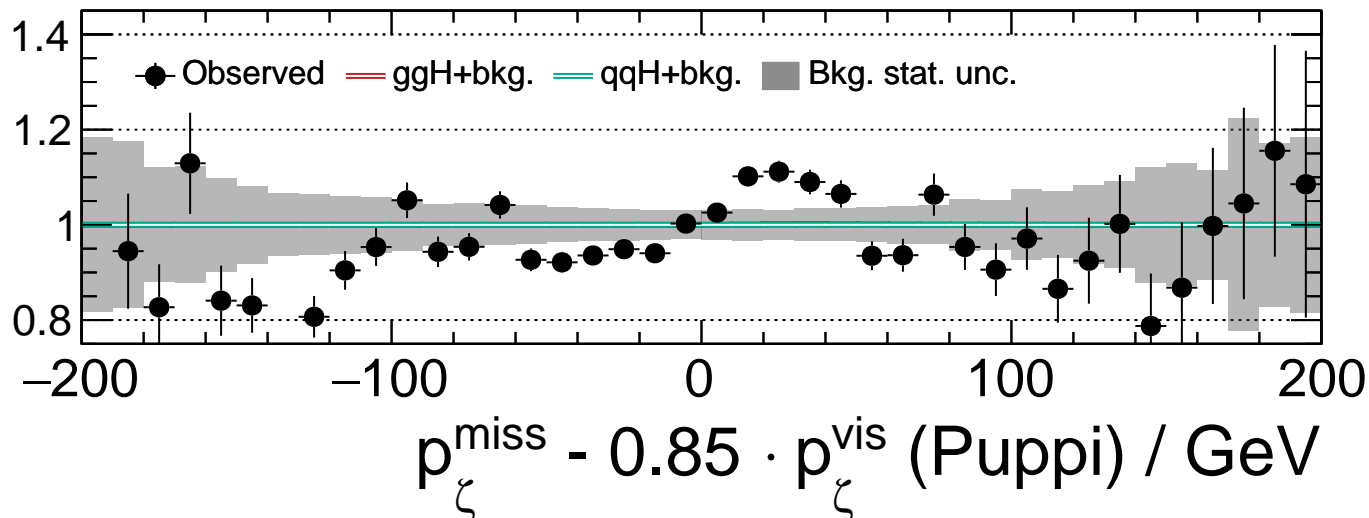 1.4
Observed ggH+bkg. qqH+bkg. Bkg. stat. unc.
1.2
1
0.8
−200 −100 0 100 200
p_ζ^miss - 0.85 · p_ζ^vis (Puppi) / GeV